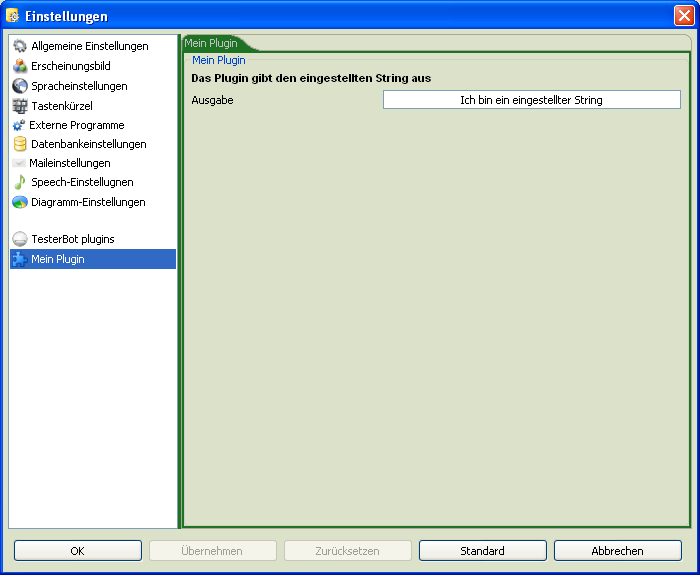 Einstellungen
Allgemeine Einstellungen
Erscheinungsbild
Spracheinstellungen
Tastenkürzel
Externe Programme
Datenbankeinstellungen
Maileinstellungen
Speech-Einstellugnen
Diagramm-Einstellungen
TesterBot plugins
Mein Plugin
Mein Plugin
Mein Plugin
Das Plugin gibt den eingestellten String aus
Ausgabe Ich bin ein eingestellter String
OK Übernehmen Zurücksetzen Standard Abbrechen